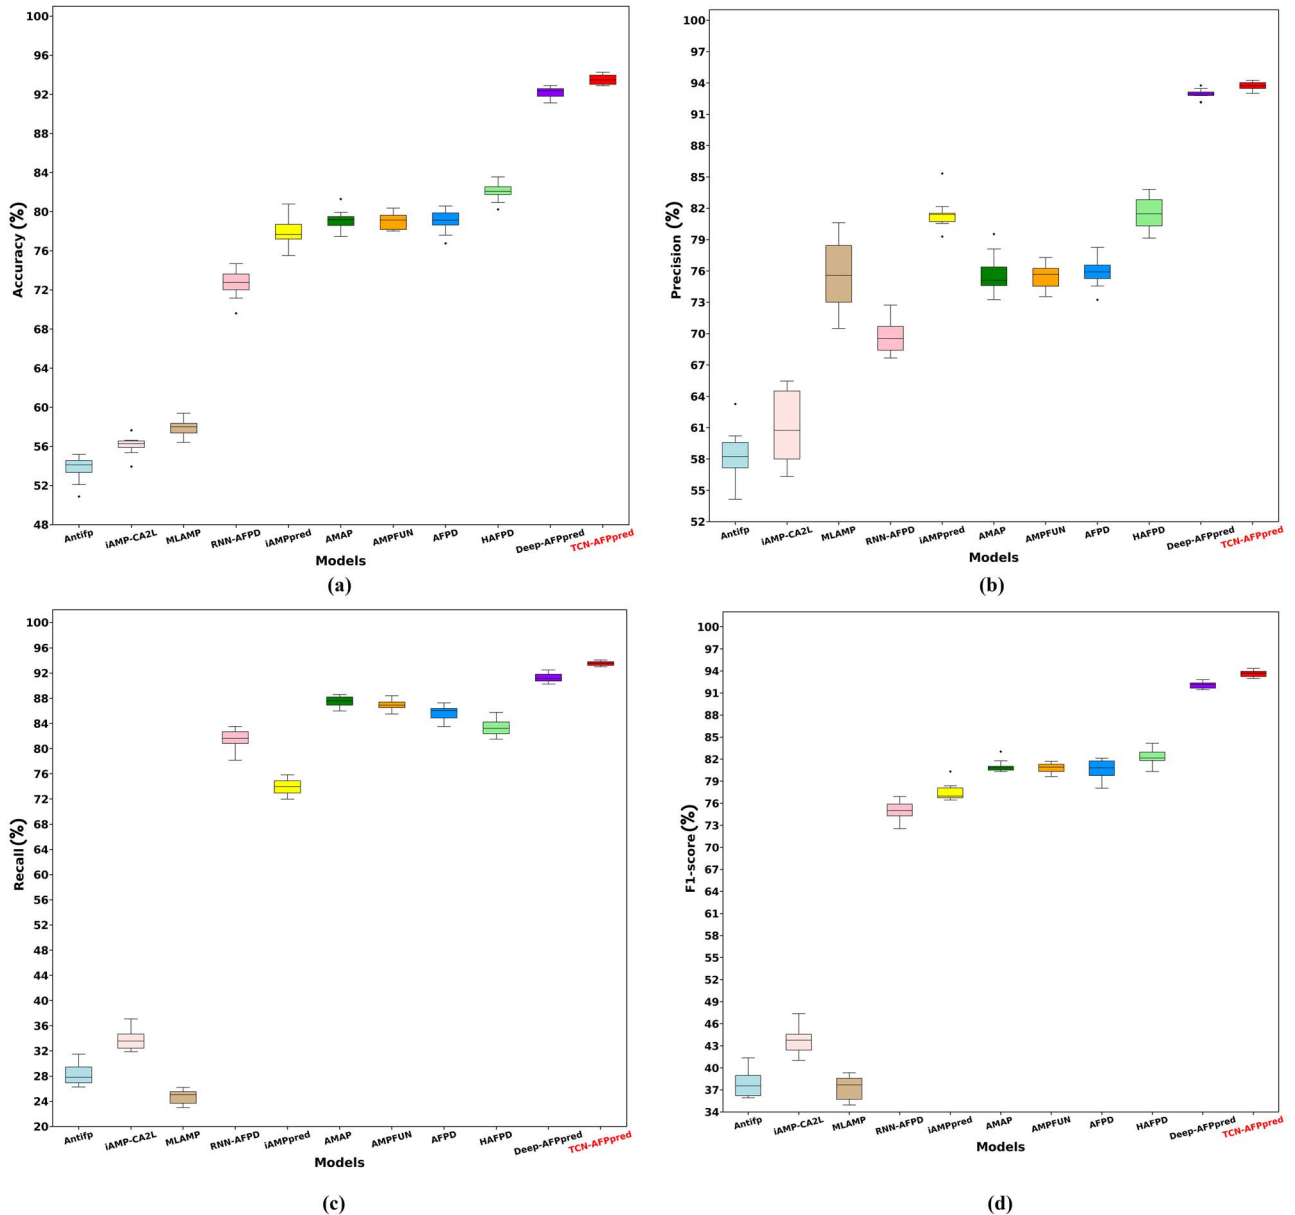 100
96
92
88
84
80
76
72
68
64
60
56
52
48
Accuracy (%)
Antifp
iAMP-CA2L
MLAMP
RNN-AFPD
iAMPpred
AMAP
AMPFUN
AFPD
HAFPD
Deep-AFPpred
TCN-AFPpred
Models
(a)
100
97
94
91
88
85
82
79
76
73
70
67
64
61
58
55
52
Precision (%)
Antifp
iAMP-CA2L
MLAMP
RNN-AFPD
iAMPpred
AMAP
AMPFUN
AFPD
HAFPD
Deep-AFPpred
TCN-AFPpred
Models
(b)
100
96
92
88
84
80
76
72
68
64
60
56
52
48
44
40
36
32
28
24
20
Recall (%)
Antifp
iAMP-CA2L
MLAMP
RNN-AFPD
iAMPpred
AMAP
AMPFUN
AFPD
HAFPD
Deep-AFPpred
TCN-AFPpred
Models
(c)
100
97
94
91
88
85
82
79
76
73
70
67
64
61
58
55
52
49
46
43
40
37
34
F1-score (%)
Antifp
iAMP-CA2L
MLAMP
RNN-AFPD
iAMPpred
AMAP
AMPFUN
AFPD
HAFPD
Deep-AFPpred
TCN-AFPpred
Models
(d)